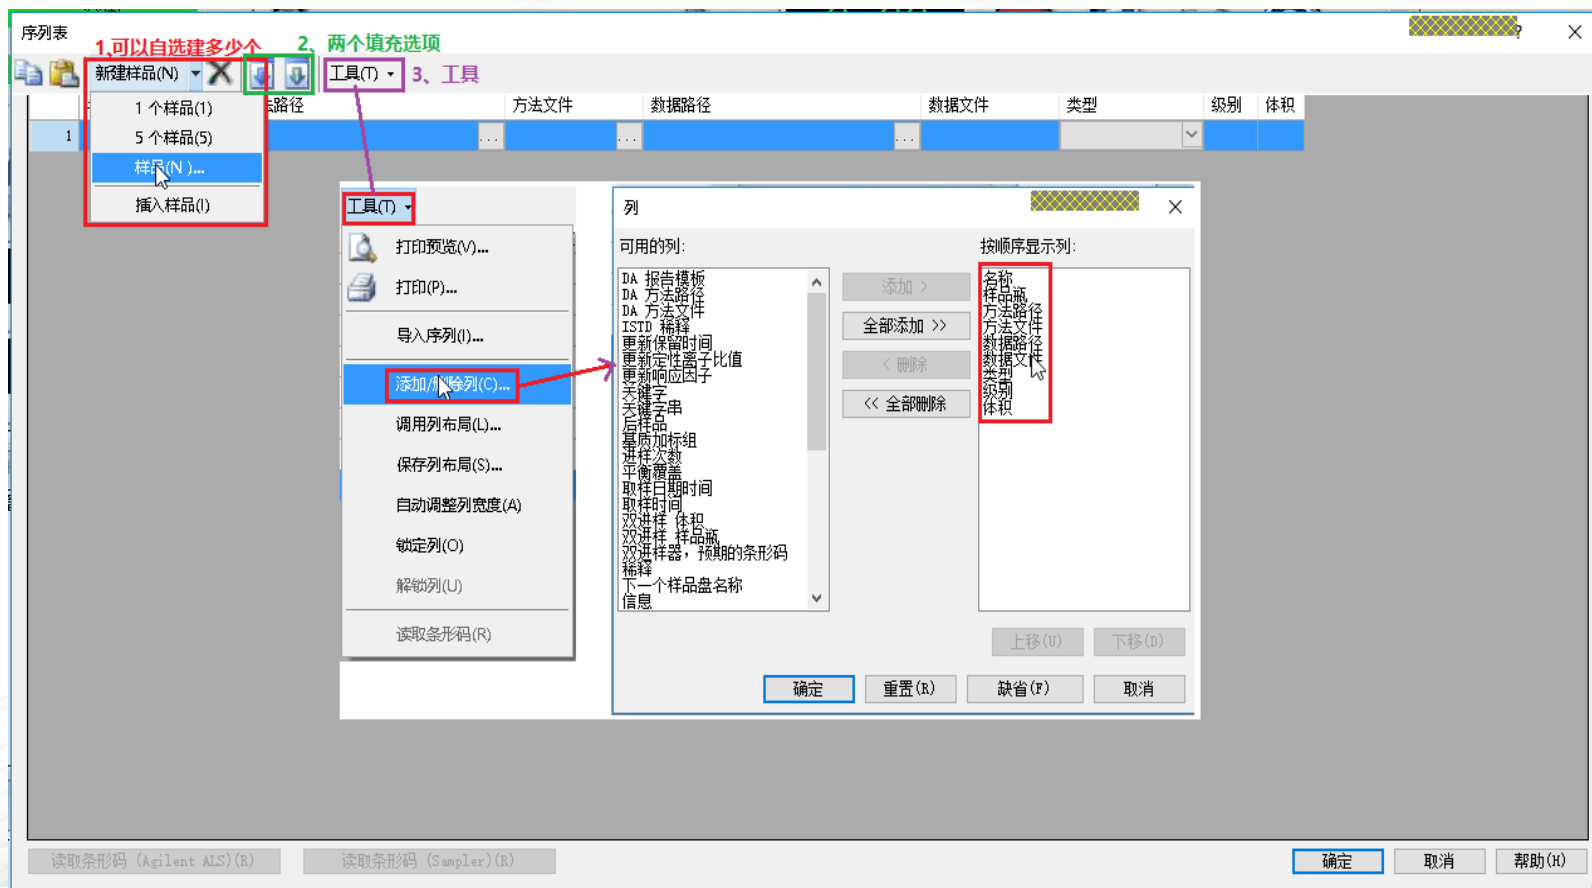 序列表
?
1,可以自选建多少个
2、两个填充选项
新建样品(N)
工具(T)
3、工具
1 个样品(1)
5 个样品(5)
样品(N )...
插入样品(I)
方法文件
数据路径
数据文件
类型
级别
体积
1
...
...
...
工具(T)
打印预览(V)...
打印(P)...
导入序列(I)...
添加/删除列(C)...
调用列布局(L)...
保存列布局(S)...
自动调整列宽度(A)
锁定列(O)
解锁列(U)
读取条形码(R)
列
可用的列:
DA 报告模板
DA 方法路径
DA 方法文件
ISTD 稀释
更新保留时间
更新定性离子比值
更新响应因子
关键字
关键字串
后样品
基质加标组
进样次数
平衡覆盖
取样日期时间
取样时间
双进样 体积
双进样 样品瓶
双进样器，预期的条形码
稀释
下一个样品盘名称
信息
添加 >
全部添加 >>
< 删除
<< 全部删除
按顺序显示列:
名称
样品瓶
方法路径
方法文件
数据路径
数据文件
类型
级别
体积
上移(U)
下移(D)
确定
重置(R)
缺省(F)
取消
读取条形码 (Agilent ALS)(R)
读取条形码 (Sampler)(R)
确定
取消
帮助(H)